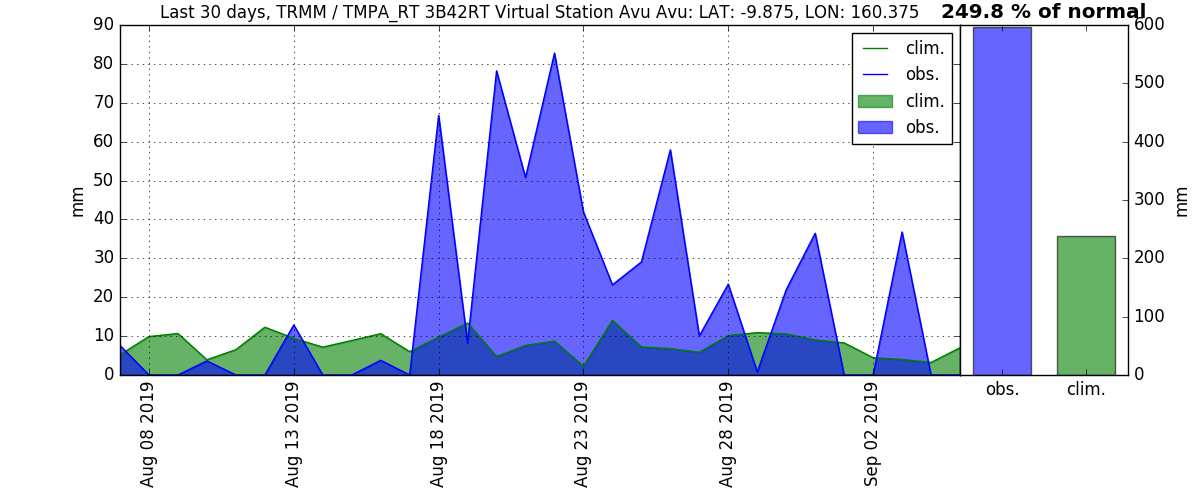 Last 30 days, TRMM / TMPA_RT 3B42RT Virtual Station Avu Avu: LAT: -9.875, LON: 160.375
249.8 % of normal
90
80
70
60
50
40
30
20
10
0
mm
clim.
obs.
clim.
obs.
600
500
400
300
200
100
0
mm
obs.
clim.
Aug 08 2019
Aug 13 2019
Aug 18 2019
Aug 23 2019
Aug 28 2019
Sep 02 2019